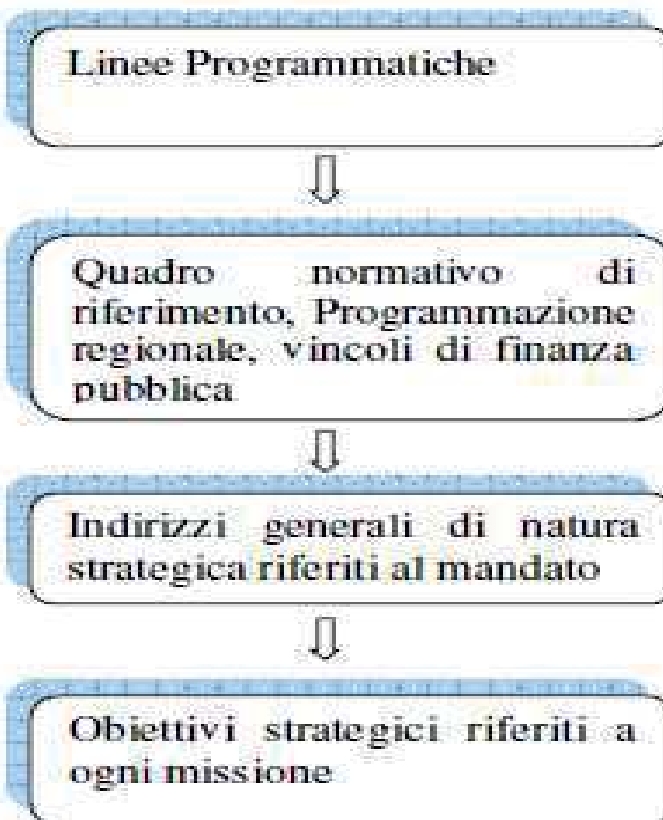 Linee Programmatiche
Quadro normativo di
riferimento, Programmazione
regionale, vincoli di finanza
pubblica
Indirizzi generali di natura
strategica riferiti al mandato
Obiettivi strategici riferiti a
ogni missione